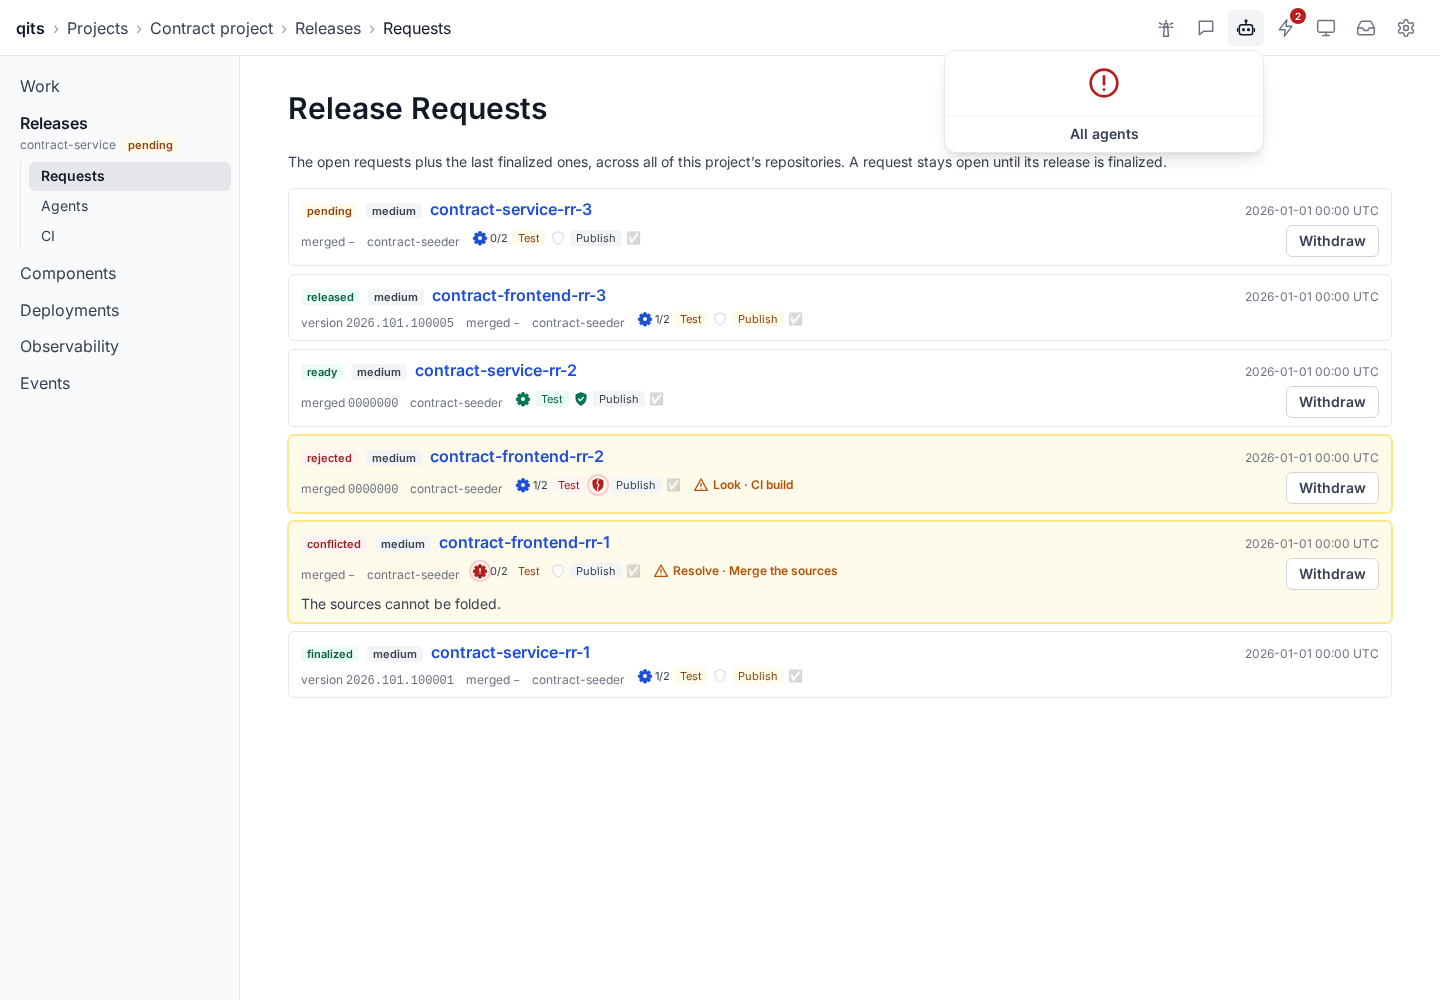 qits › Projects › Contract project › Releases › Requests
2
All agents
Work
Releases
contract-service pending
Requests
Agents
CI
Components
Deployments
Observability
Events
Release Requests
The open requests plus the last finalized ones, across all of this project’s repositories. A request stays open until its release is finalized.
pending medium contract-service-rr-3 2026-01-01 00:00 UTC
merged – contract-seeder 0/2 Test Publish Withdraw
released medium contract-frontend-rr-3 2026-01-01 00:00 UTC
version 2026.101.100005 merged – contract-seeder 1/2 Test Publish
ready medium contract-service-rr-2 2026-01-01 00:00 UTC
merged 0000000 contract-seeder Test Publish Withdraw
rejected medium contract-frontend-rr-2 2026-01-01 00:00 UTC
merged 0000000 contract-seeder 1/2 Test Publish Look · CI build Withdraw
conflicted medium contract-frontend-rr-1 2026-01-01 00:00 UTC
merged – contract-seeder 0/2 Test Publish Resolve · Merge the sources Withdraw
The sources cannot be folded.
finalized medium contract-service-rr-1 2026-01-01 00:00 UTC
version 2026.101.100001 merged – contract-seeder 1/2 Test Publish